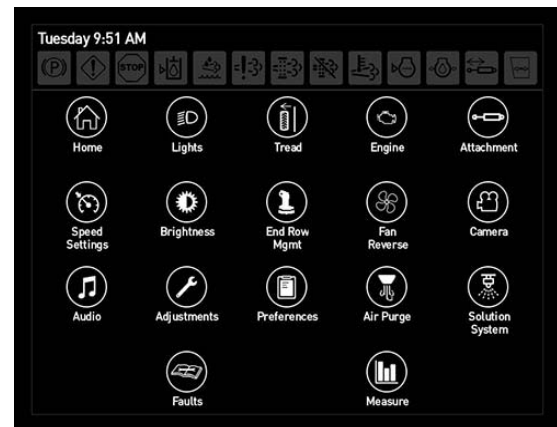 Tuesday 9:51 AM
(P) STOP
Home Lights Tread Engine Attachment
Speed Settings Brightness End Row Mgmt Fan Reverse Camera
Audio Adjustments Preferences Air Purge Solution System
Faults Measure